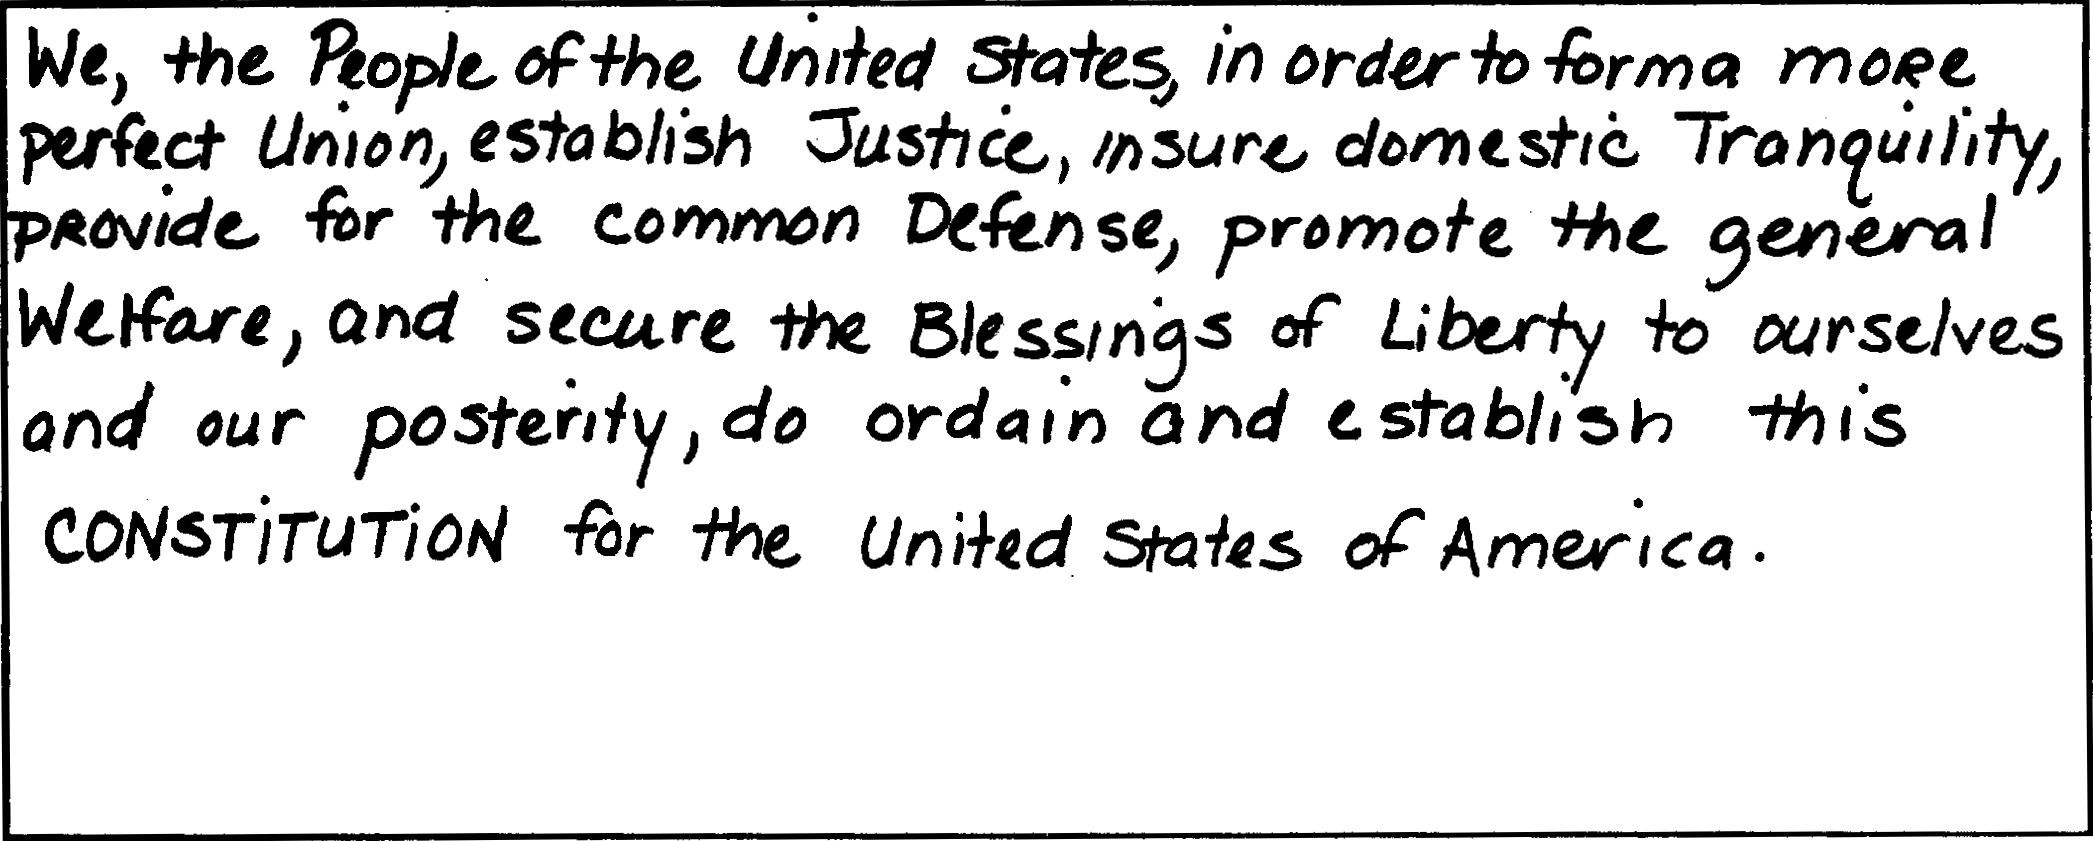 We, the People of the United States, in order to form a more
perfect Union, establish Justice, insure domestic Tranquility,
provide for the common Defense, promote the general
Welfare, and secure the Blessings of Liberty to ourselves
and our posterity, do ordain and establish this
CONSTiTUTiON for the United States of America.